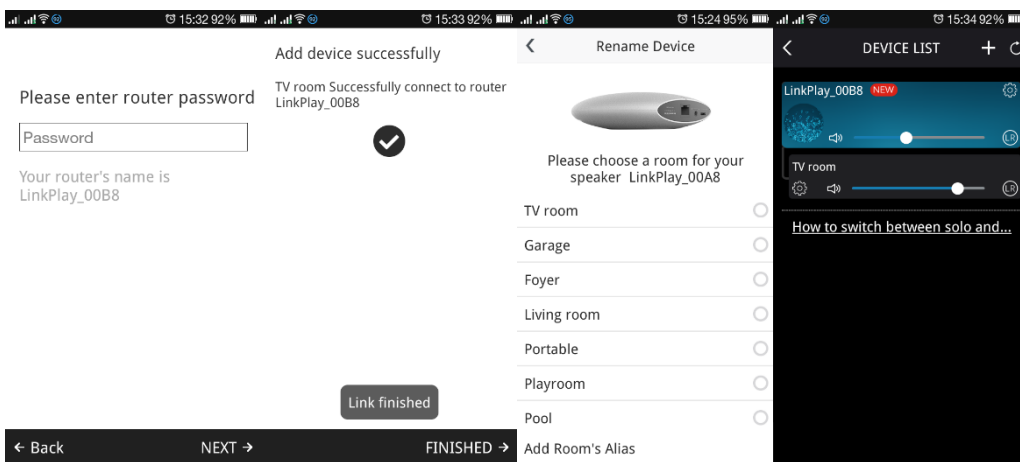 15:32 92%
Please enter router password
Password
Your router's name is
LinkPlay_00B8
← Back
NEXT →
15:33 92%
Add device successfully
TV room Successfully connect to router
LinkPlay_00B8
Link finished
FINISHED →
15:24 95%
Rename Device
Please choose a room for your
speaker LinkPlay_00A8
TV room
Garage
Foyer
Living room
Portable
Playroom
Pool
Add Room's Alias
15:34 92%
DEVICE LIST
LinkPlay_00B8 NEW
LR
TV room
LR
How to switch between solo and...